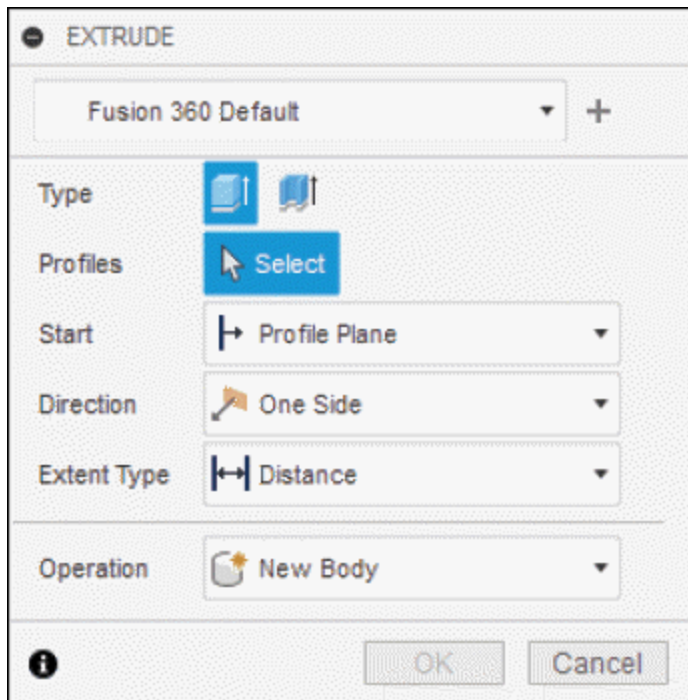 EXTRUDE
Fusion 360 Default
Type
Profiles Select
Start Profile Plane
Direction One Side
Extent Type Distance
Operation New Body
OK Cancel